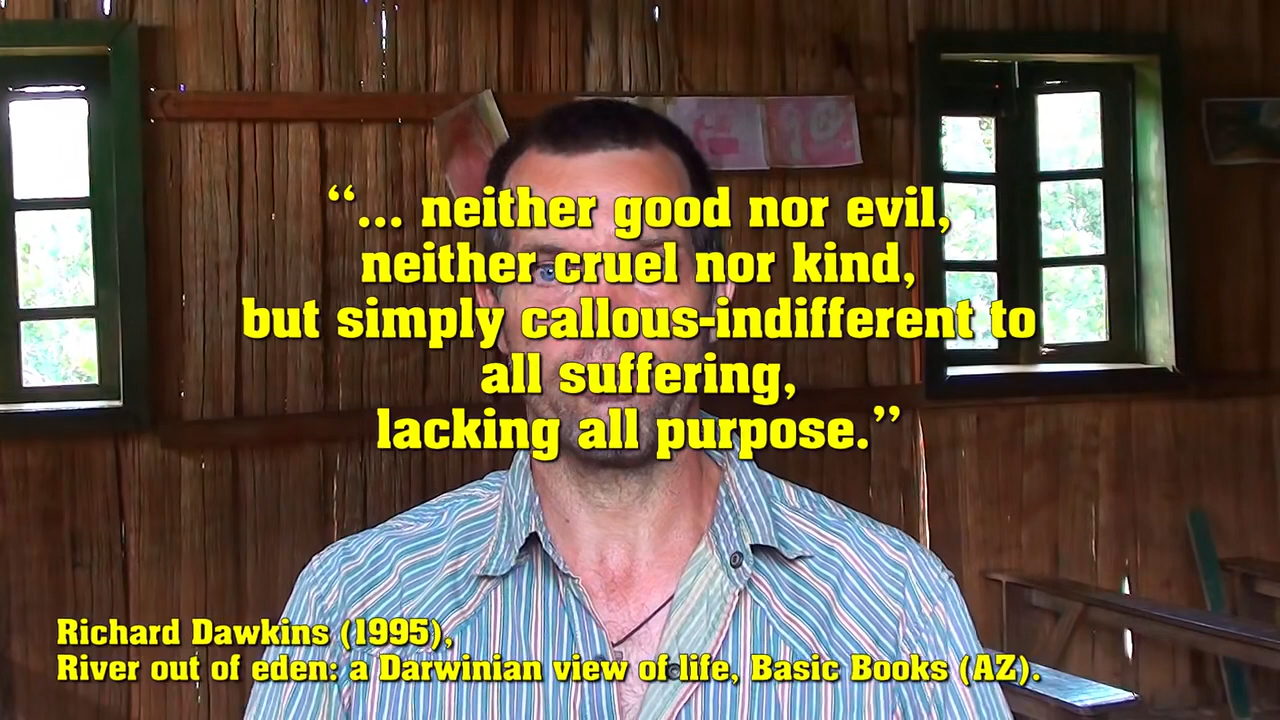 “... neither good nor evil,
neither cruel nor kind,
but simply callous-indifferent to
all suffering,
lacking all purpose.”
Richard Dawkins (1995),
River out of eden: a Darwinian view of life, Basic Books (AZ).